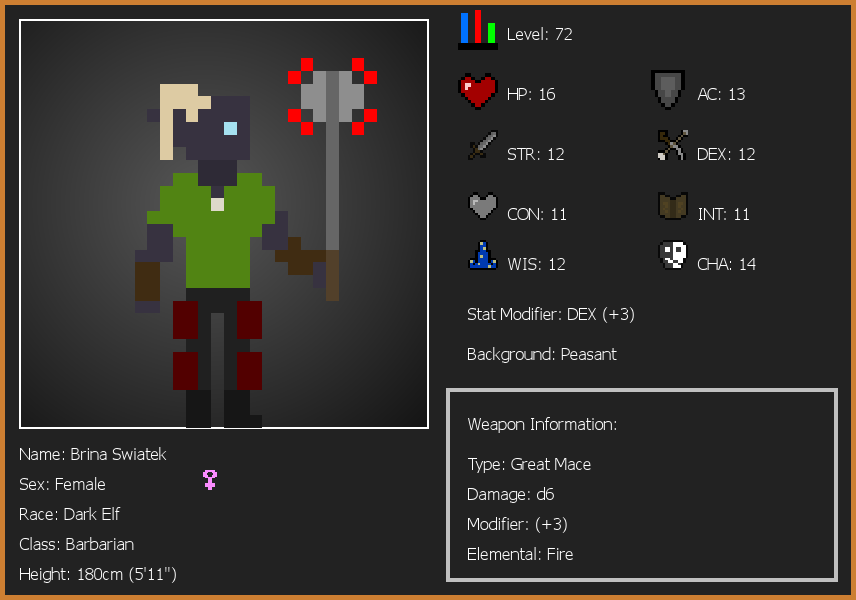 Level: 72
HP: 16
AC: 13
STR: 12
DEX: 12
CON: 11
INT: 11
WIS: 12
CHA: 14
Stat Modifier: DEX (+3)
Background: Peasant
Weapon Information:
Type: Great Mace
Damage: d6
Modifier: (+3)
Elemental: Fire
Name: Brina Swiatek
Sex: Female
Race: Dark Elf
Class: Barbarian
Height: 180cm (5'11")